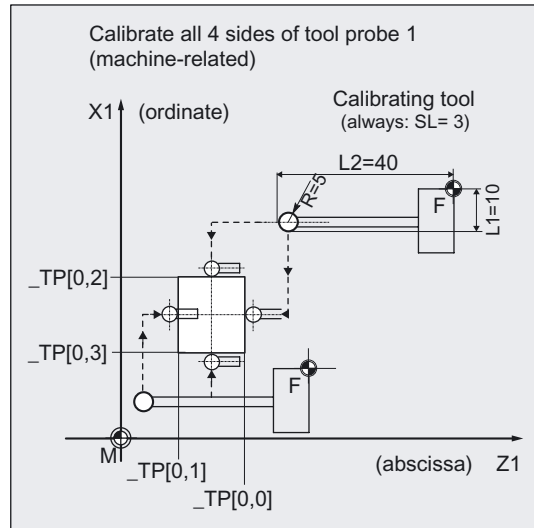 Calibrate all 4 sides of tool probe 1
(machine-related)
X1 (ordinate)
Calibrating tool
(always: SL= 3)
L2=40
R=5
F
L1=10
_TP[0,2]
_TP[0,3]
F
M
_TP[0,1]
(abscissa) Z1
_TP[0,0]